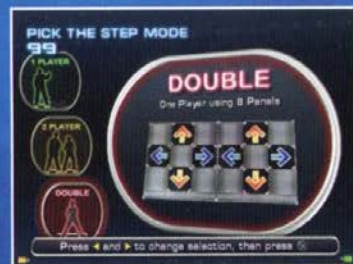 PICK THE STEP MODE
99
1 PLAYER
2 PLAYER
DOUBLE
DOUBLE
One Player using 8 Panels
Press ◄ and ► to change selection, then press